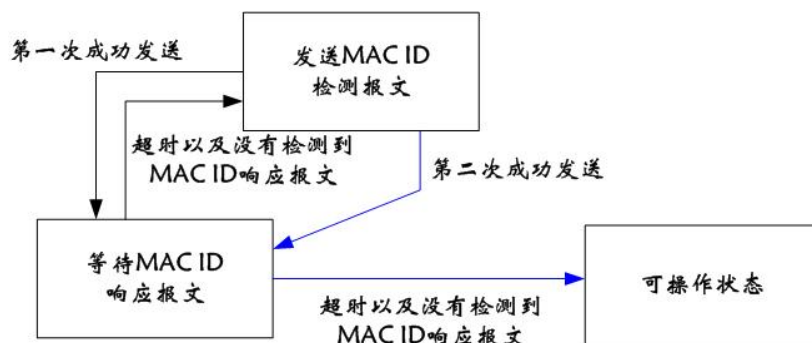 第一次成功发送
发送MAC ID
检测报文
超时以及没有检测到
MAC ID响应报文
第二次成功发送
等待MAC ID
响应报文
可操作状态
超时以及没有检测到
MAC ID响应报文